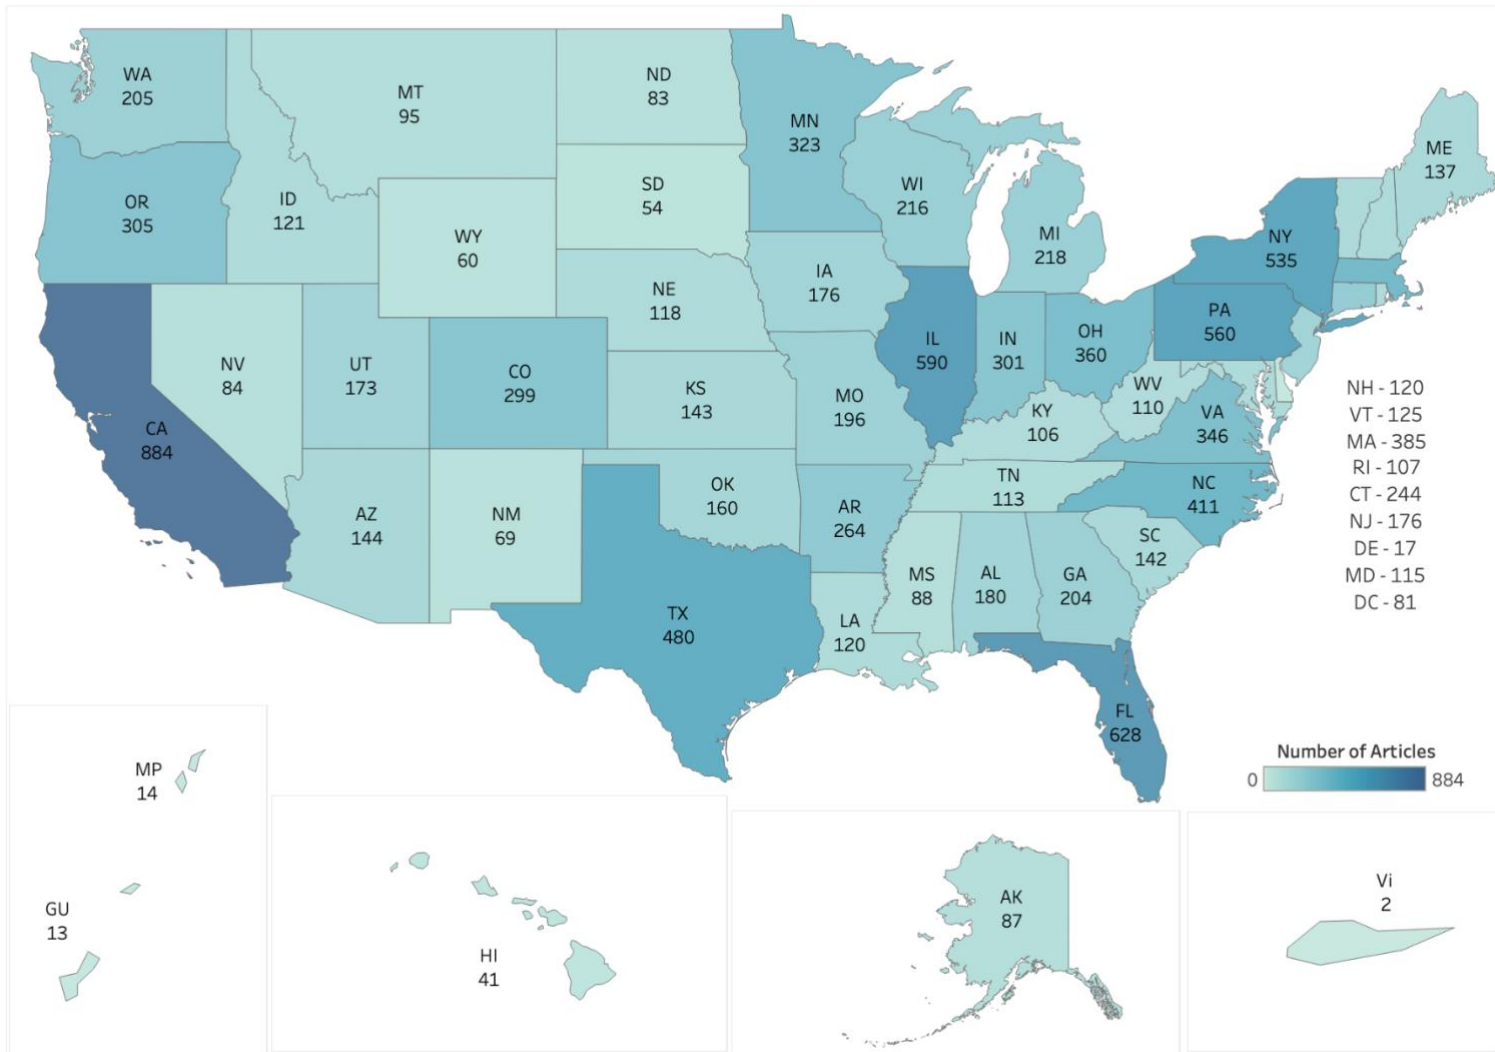 WA
205
MT
95
ND
83
MN
323
ME
137
OR
305
ID
121
SD
54
WI
216
WY
60
MI
218
NY
535
IA
176
NE
118
PA
560
IL
590
IN
301
OH
360
NV
84
UT
173
CO
299
KS
143
MO
196
WV
110
KY
106
VA
346
CA
884
NH - 120
VT - 125
MA - 385
RI - 107
CT - 244
NJ - 176
DE - 17
MD - 115
DC - 81
AZ
144
NM
69
OK
160
AR
264
TN
113
NC
411
SC
142
MS
88
AL
180
GA
204
TX
480
LA
120
FL
628
Number of Articles
0
884
MP
14
GU
13
HI
41
AK
87
Vi
2